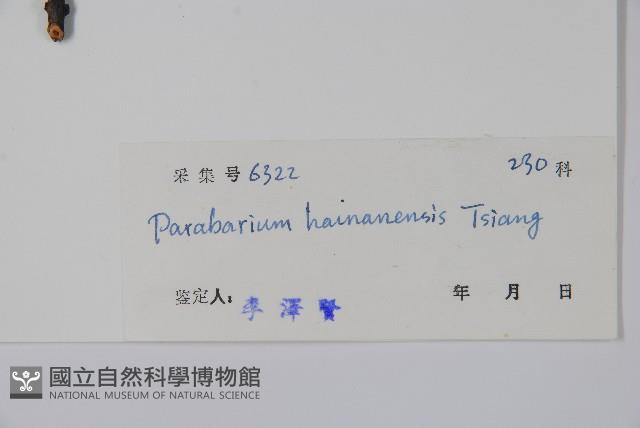 采集号 6322 230 科
Parabarium hainanensis Tsiang
鉴定人: 李泽賢 年 月 日
國立自然科學博物館
NATIONAL MUSEUM OF NATURAL SCIENCE